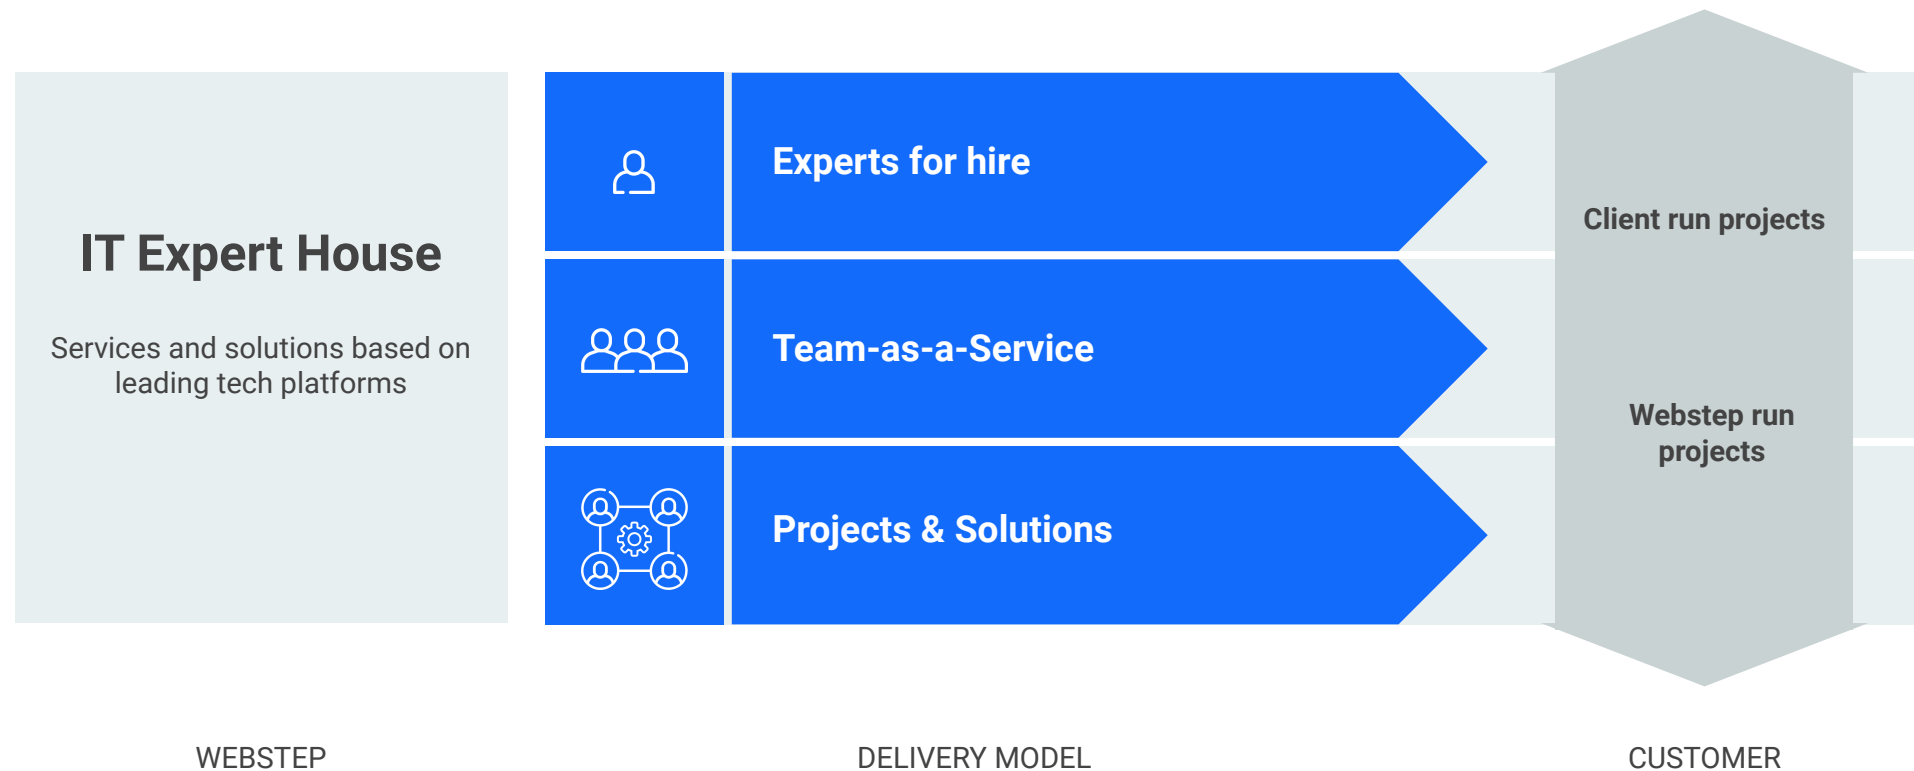 IT Expert House
Services and solutions based on
leading tech platforms
Experts for hire
Team-as-a-Service
Projects & Solutions
Client run projects
Webstep run
projects
WEBSTEP
DELIVERY MODEL
CUSTOMER